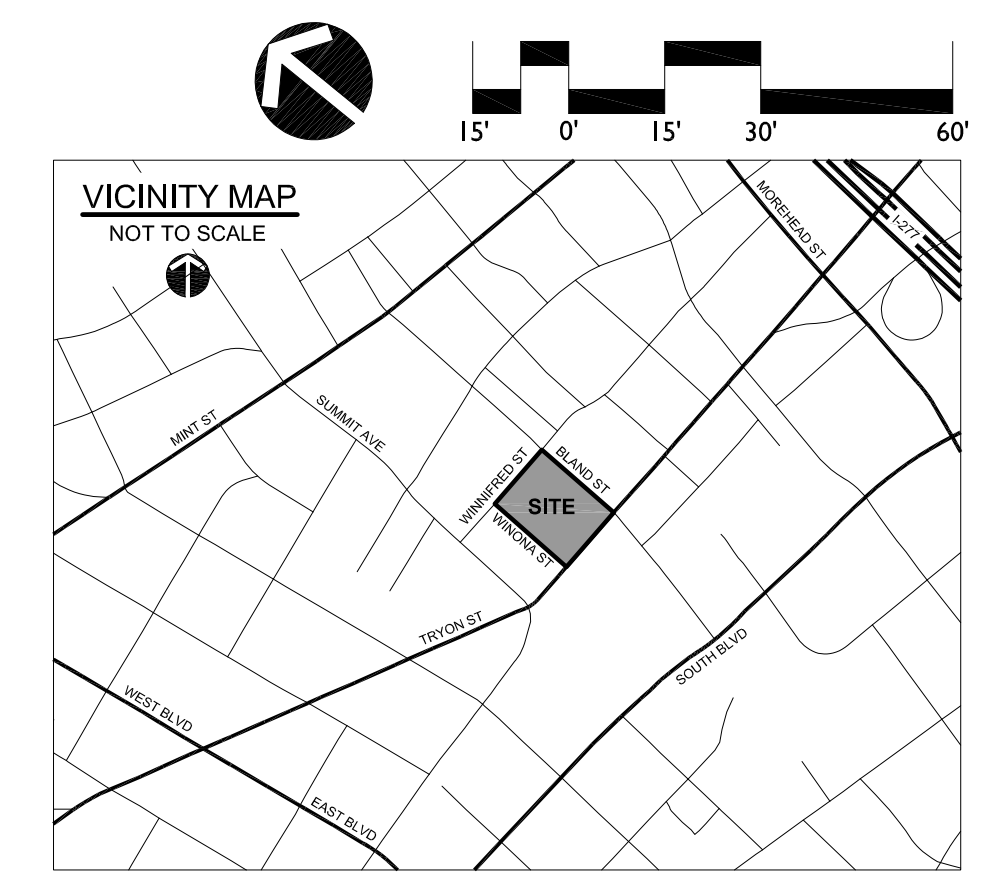 15' 0' 15' 30' 60'
VICINITY MAP
NOT TO SCALE
MOREHEAD ST
I-277
SUMMIT AVE
MINT ST
WINNIFRED ST
BLAND ST
SITE
WINONA ST
TRYON ST
SOUTH BLVD
WEST BLVD
EAST BLVD